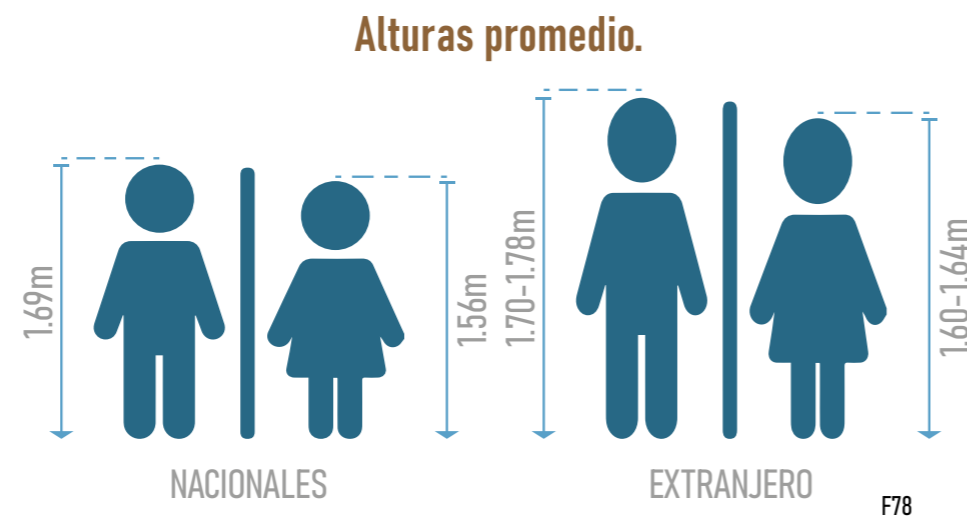 Alturas promedio.
1.69m
1.56m
1.70-1.78m
1.60-1.64m
NACIONALES
EXTRANJERO
F78